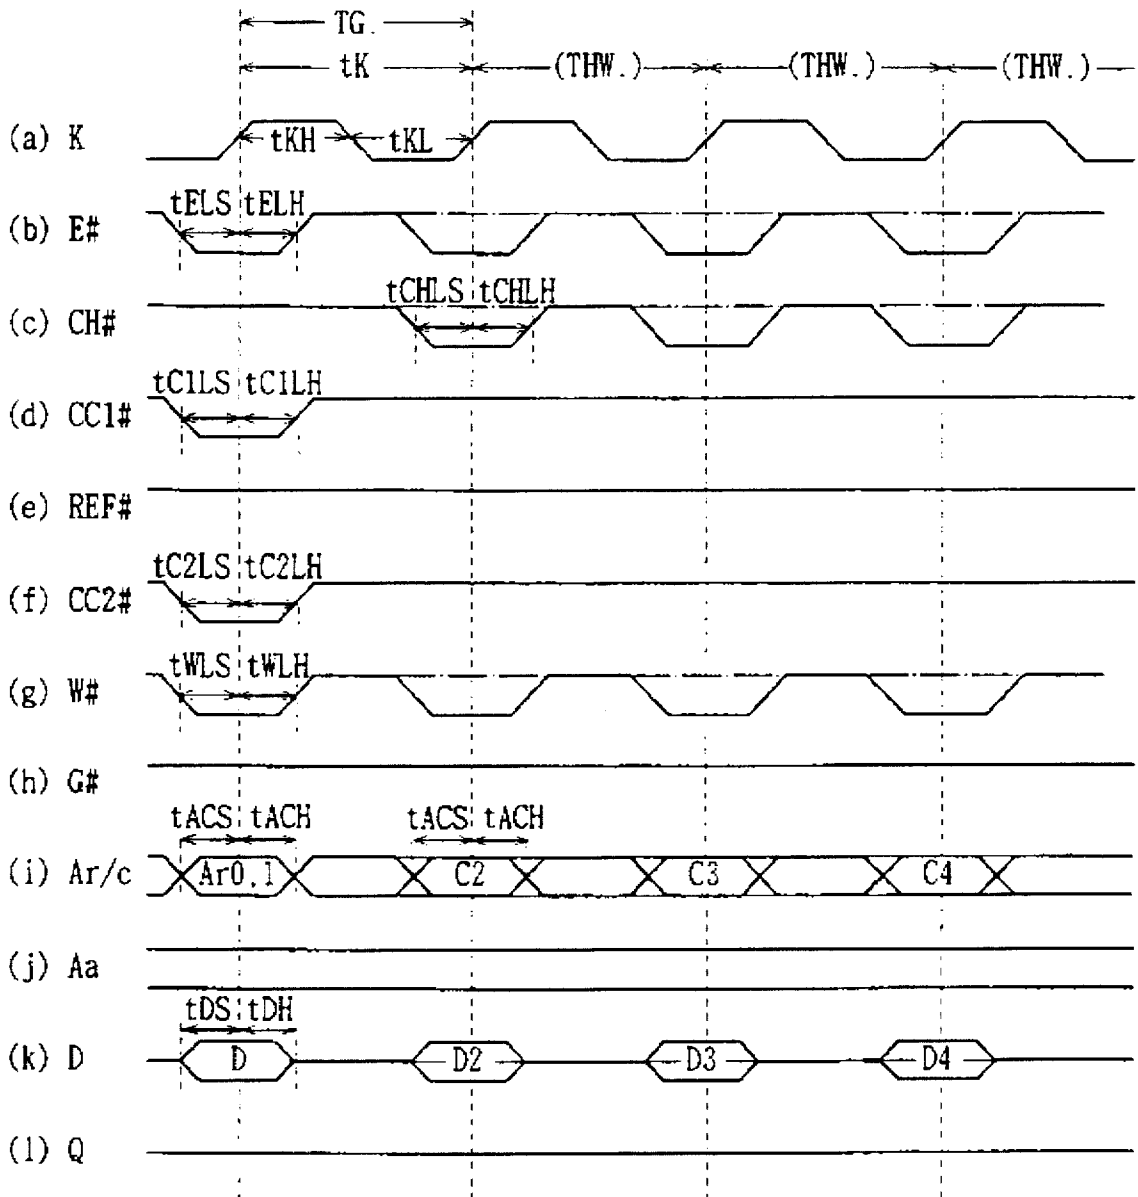 TG.
tK (THW.) (THW.) (THW.)
(a) K tKH tKL
tELS tELH
(b) E#
tCHLS tCHLH
(c) CH#
tC1LS tC1LH
(d) CC1#
(e) REF#
tC2LS tC2LH
(f) CC2#
tWLS tWLH
(g) W#
(h) G#
tACS tACH tACS tACH
(i) Ar/c Ar0.1 C2 C3 C4
(j) Aa
tDS tDH
(k) D D D2 D3 D4
(l) Q